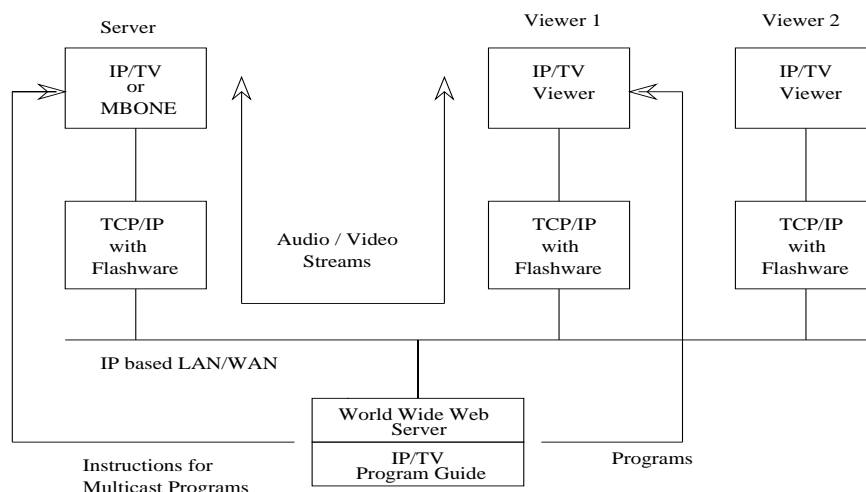 Server
Viewer 1
Viewer 2
IP/TV
or
MBONE
IP/TV
Viewer
IP/TV
Viewer
TCP/IP
with
Flashware
Audio / Video
Streams
TCP/IP
with
Flashware
TCP/IP
with
Flashware
IP based LAN/WAN
World Wide Web
Server
IP/TV
Program Guide
Instructions for
Multicast Programs
Programs